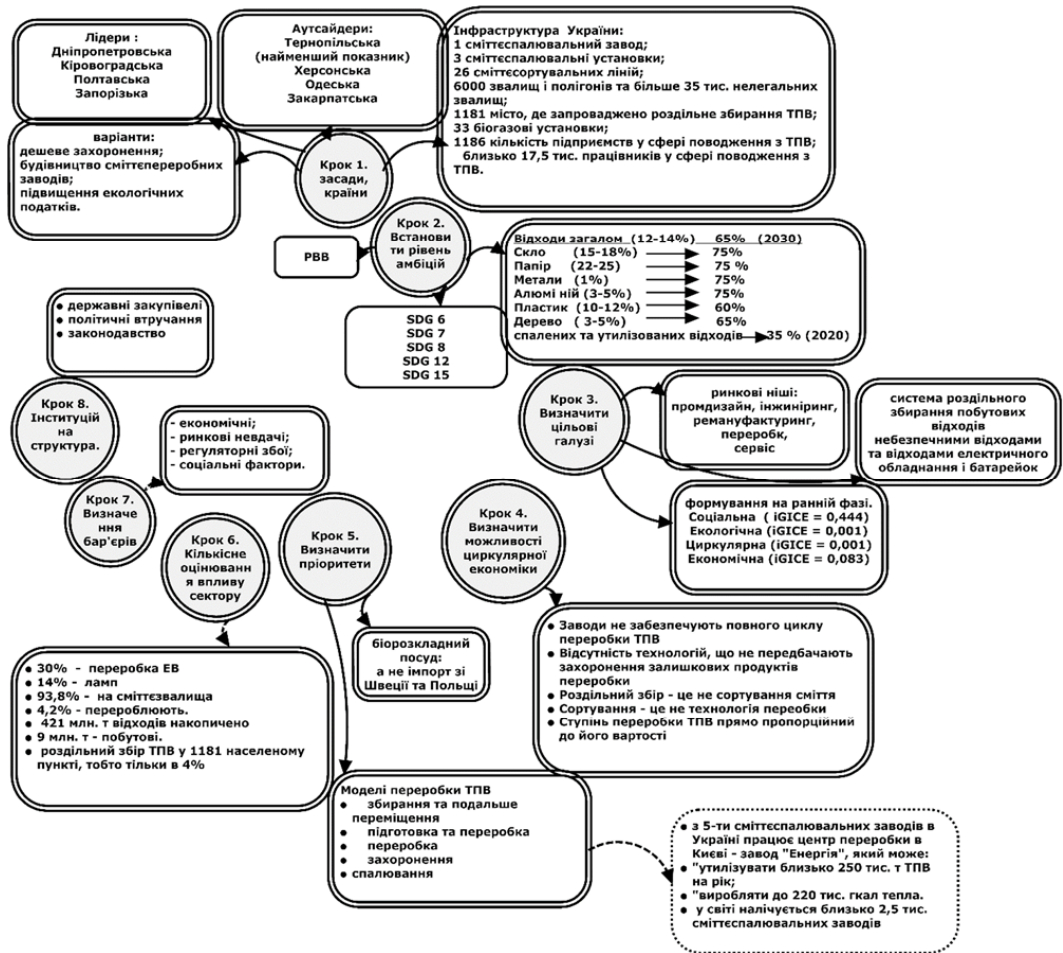 Лідери :
Дніпропетровська
Кіровоградська
Полтавська
Запорізька
Аутсайдери:
Тернопільська
(найменший показник)
Херсонська
Одеська
Закарпатська
Інфраструктура України:
1 сміттєспалювальний завод;
3 сміттєспалювальні установки;
26 сміттєсортувальних ліній;
6000 звалищ і полігонів та більше 35 тис. нелегальних
звалищ;
1181 місто, де запроваджено роздільне збирання ТПВ;
33 біогазові установки;
1186 кількість підприємств у сфері поводження з ТПВ;
близько 17,5 тис. працівників у сфері поводження з
ТПВ.
варіанти:
дешеве захоронення;
будівництво сміттєпереробних
заводів;
підвищення екологічних
податків.
Крок 1.
засади,
країни
Крок 2.
Встанови
ти рівень
амбіцій
РВВ
SDG 6
SDG 7
SDG 8
SDG 12
SDG 15
Відходи загалом (12-14%) 65% (2030)
Скло (15-18%) 75%
Папір (22-25) 75 %
Метали (1%) 75%
Алюмі ній (3-5%) 75%
Пластик (10-12%) 60%
Дерево ( 3-5%) 65%
спалених та утилізованих відходів 35 % (2020)
• державні закупівелі
• політичні втручання
• законодавство
Крок 8.
Інституцій
на
структура.
- економічні;
- ринкові невдачі;
- регуляторні збої;
- соціальні фактори.
Крок 7.
Визначе
ння
бар'єрів
Крок 3.
Визначити
цільові
галузі
ринкові ніші:
промдизайн, інжиніринг,
ремануфактуринг,
переробк,
сервіс
система роздільного
збирання побутових
відходів
небезпечними відходами
та відходами електричного
обладнання і батарейок
формування на ранній фазі.
Соціальна ( iGICE = 0,444)
Екологічна (iGICE = 0,001)
Циркулярна (iGICE = 0,001)
Економічна (iGICE = 0,083)
Крок 6.
Кількісне
оцінюванн
я впливу
сектору
Крок 5.
Визначити
пріоритети
Крок 4.
Визначити
можливості
циркулярної
економіки
біорозкладний
посуд:
а не імпорт зі
Швеції та Польщі
• Заводи не забезпечують повного циклу
переробки ТПВ
• Відсутність технологій, що не передбачають
захоронення залишкових продуктів
переробки
• Роздільний збір - це не сортування сміття
• Сортування - це не технологія переобки
• Ступінь переробки ТПВ прямо пропорційний
до його вартості
• 30% - переробка ЕВ
• 14% - ламп
• 93,8% - на сміттєзвалища
• 4,2% - перероблюють.
• 421 млн. т відходів накопичено
• 9 млн. т - побутові.
• роздільний збір ТПВ у 1181 населеному
пункті, тобто тільки в 4%
Моделі переробки ТПВ
• збирання та подальше
переміщення
• підготовка та переробка
• переробка
• захоронення
• спалювання
• з 5-ти сміттєспалювальних заводів в
Україні працює центр переробки в
Києві - завод "Енергія", який може:
• "утилізувати близько 250 тис. т ТПВ
на рік;
• "виробляти до 220 тис. гкал тепла.
• у світі налічується близько 2,5 тис.
сміттєспалювальних заводів